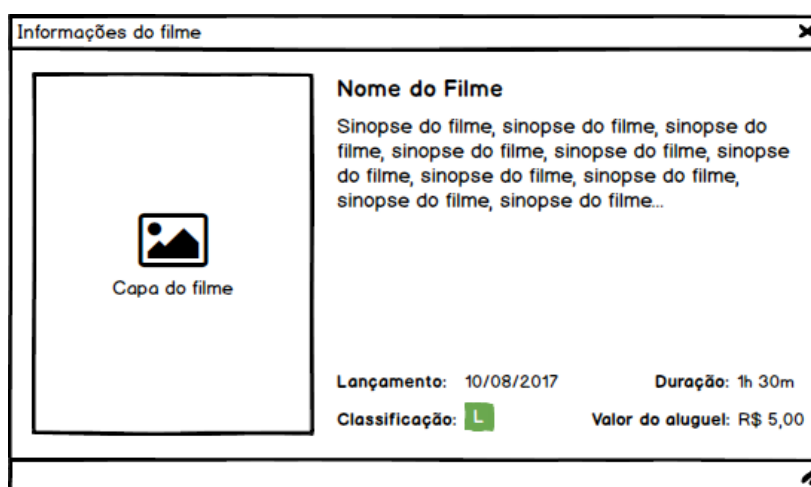 Informações do filme
Nome do Filme
Sinopse do filme, sinopse do filme, sinopse do
filme, sinopse do filme, sinopse do filme, sinopse
do filme, sinopse do filme, sinopse do filme,
sinopse do filme, sinopse do filme...
Capa do filme
Lançamento: 10/08/2017 Duração: 1h 30m
Classificação: L Valor do aluguel: R$ 5,00